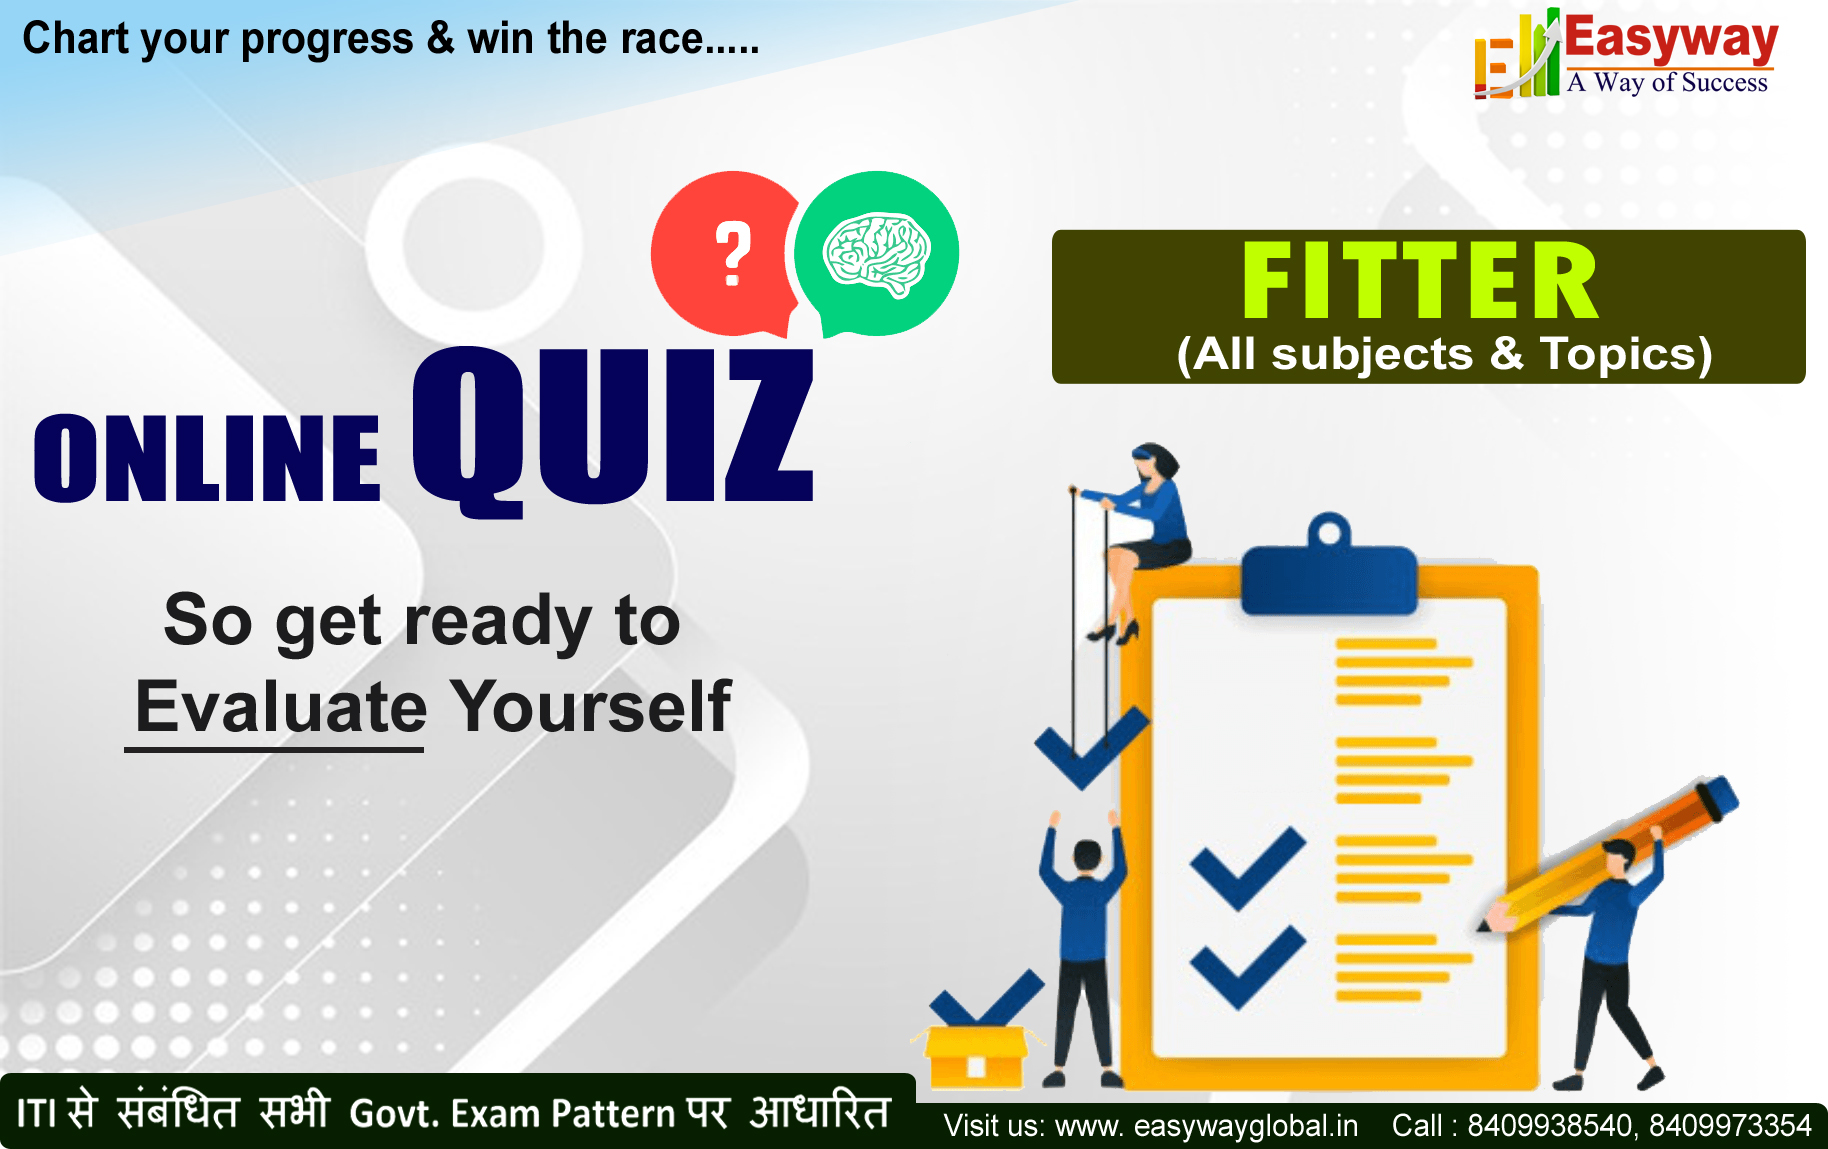 Chart your progress & win the race.....
Easyway
A Way of Success
?
FITTER
(All subjects & Topics)
ONLINE QUIZ
So get ready to
Evaluate Yourself
ITI से संबंधित सभी Govt. Exam Pattern पर आधारित
Visit us: www. easywayglobal.in Call : 8409938540, 8409973354